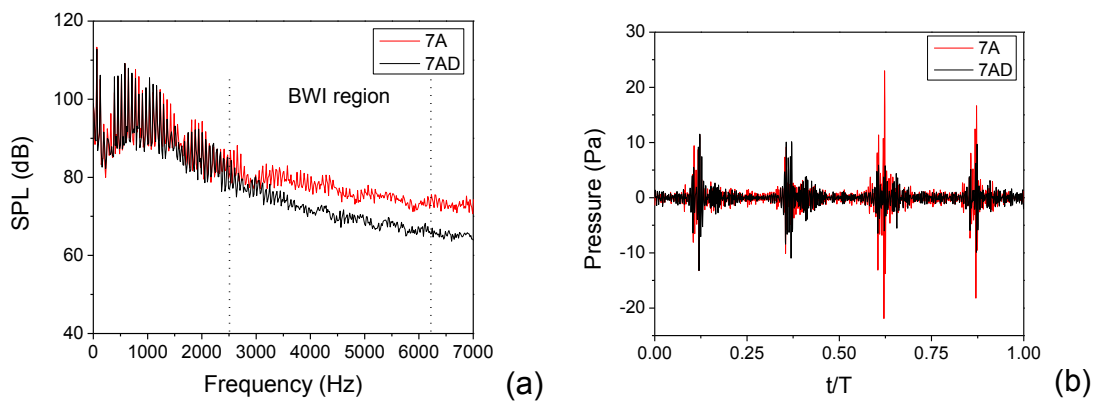 120
100
80
60
40
SPL (dB)
7A
7AD
BWI region
0 1000 2000 3000 4000 5000 6000 7000
Frequency (Hz)
(a)
30
20
10
0
-10
-20
Pressure (Pa)
7A
7AD
0.00 0.25 0.50 0.75 1.00
t/T
(b)